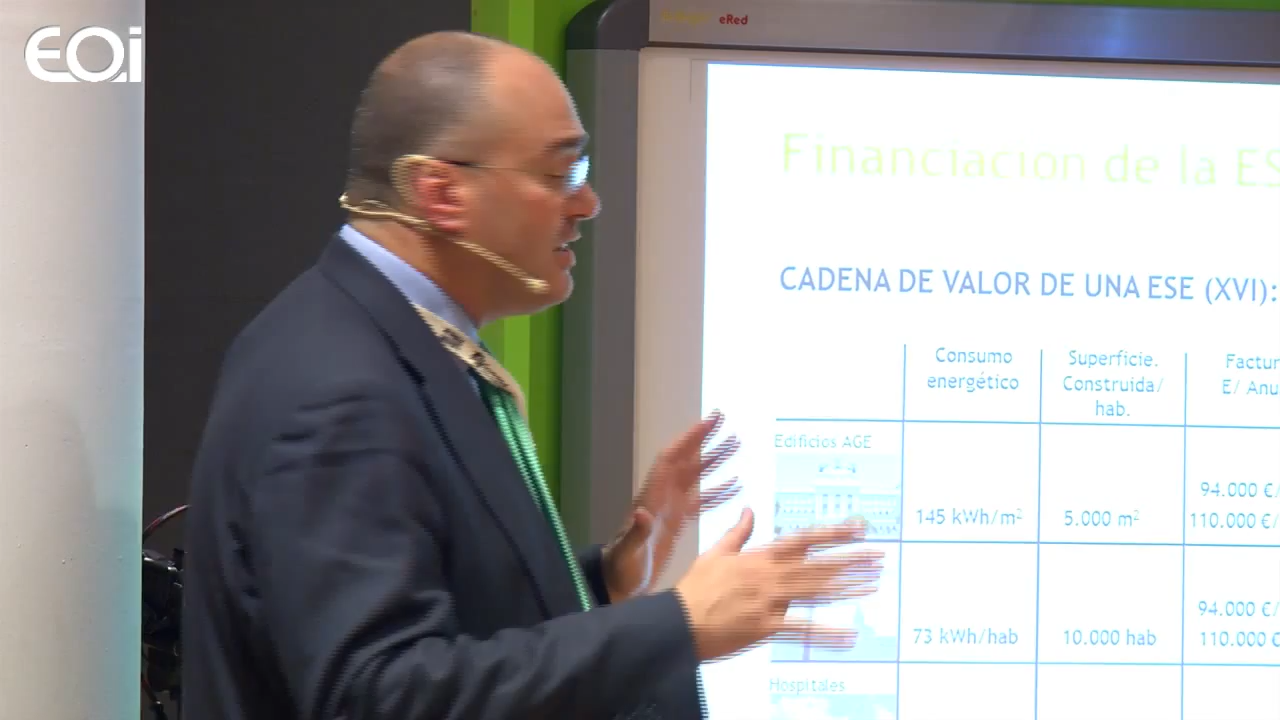 EOi
eRed
Financiacion de la ES
CADENA DE VALOR DE UNA ESE (XVI):
Consumo
energético
Superficie.
Construida/
hab.
Factur
E/ Anu
Edificios AGE
145 kWh/m²
5.000 m²
94.000 €/
110.000 €/
73 kWh/hab
10.000 hab
94.000 €/
110.000 €
Hospitales